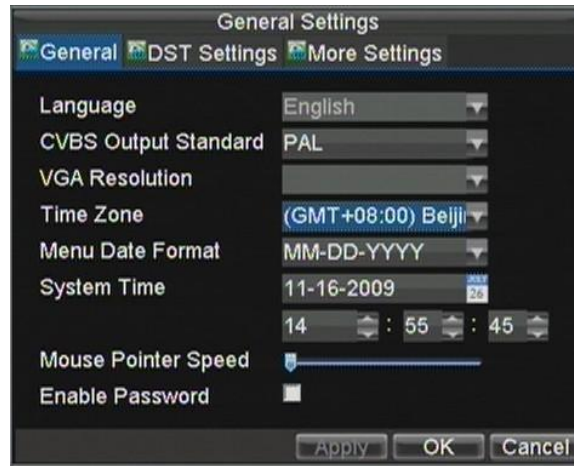 General Settings
General DST Settings More Settings
Language English
CVBS Output Standard PAL
VGA Resolution
Time Zone (GMT+08:00) Beiji
Menu Date Format MM-DD-YYYY
System Time 11-16-2009
JULY
26
14 : 55 : 45
Mouse Pointer Speed
Enable Password
Apply OK Cancel